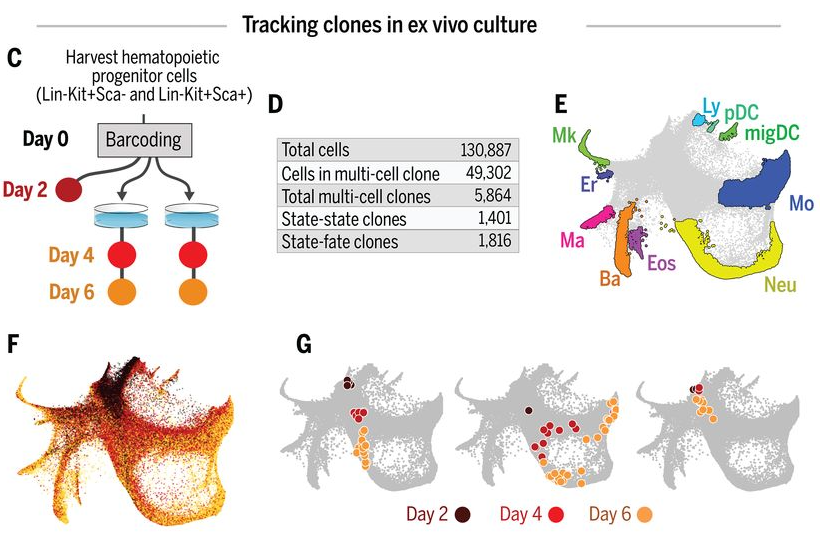 Tracking clones in ex vivo culture
C
Harvest hematopoietic
progenitor cells
(Lin-Kit+Sca- and Lin-Kit+Sca+)
Day 0
Barcoding
Day 2
Day 4
Day 6
D
Total cells 130,887
Cells in multi-cell clone 49,302
Total multi-cell clones 5,864
State-state clones 1,401
State-fate clones 1,816
E
Ly
pDC
migDC
Mk
Er
Mo
Ma
Ba
Eos
Neu
F
G
Day 2 Day 4 Day 6